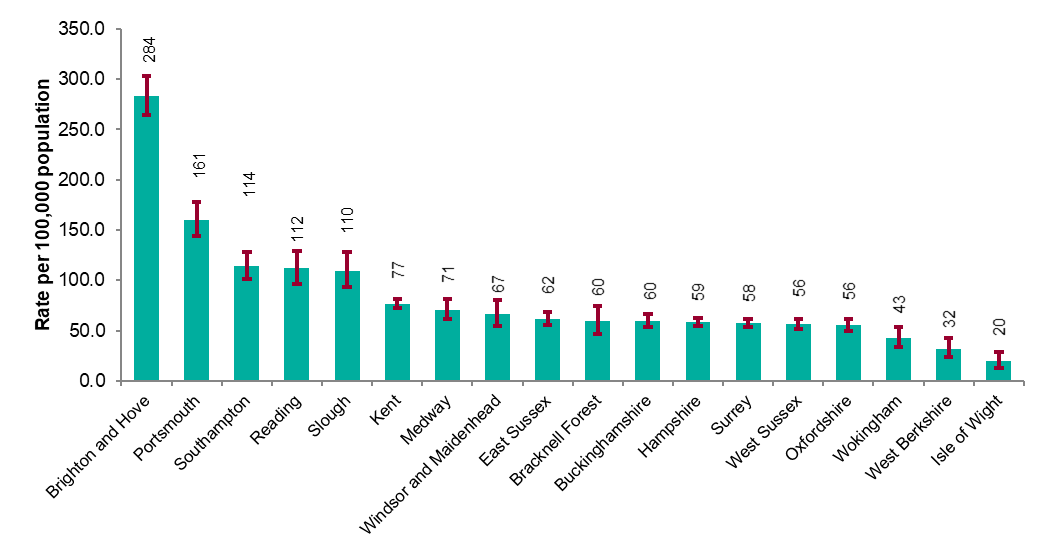 Rate per 100,000 population
350.0
300.0
250.0
200.0
150.0
100.0
50.0
0.0
284
161
114
112
110
77
71
67
62
60
60
59
58
56
56
43
32
20
Brighton and Hove
Portsmouth
Southampton
Reading
Slough
Kent
Medway
Windsor and Maidenhead
East Sussex
Bracknell Forest
Buckinghamshire
Hampshire
Surrey
West Sussex
Oxfordshire
Wokingham
West Berkshire
Isle of Wight